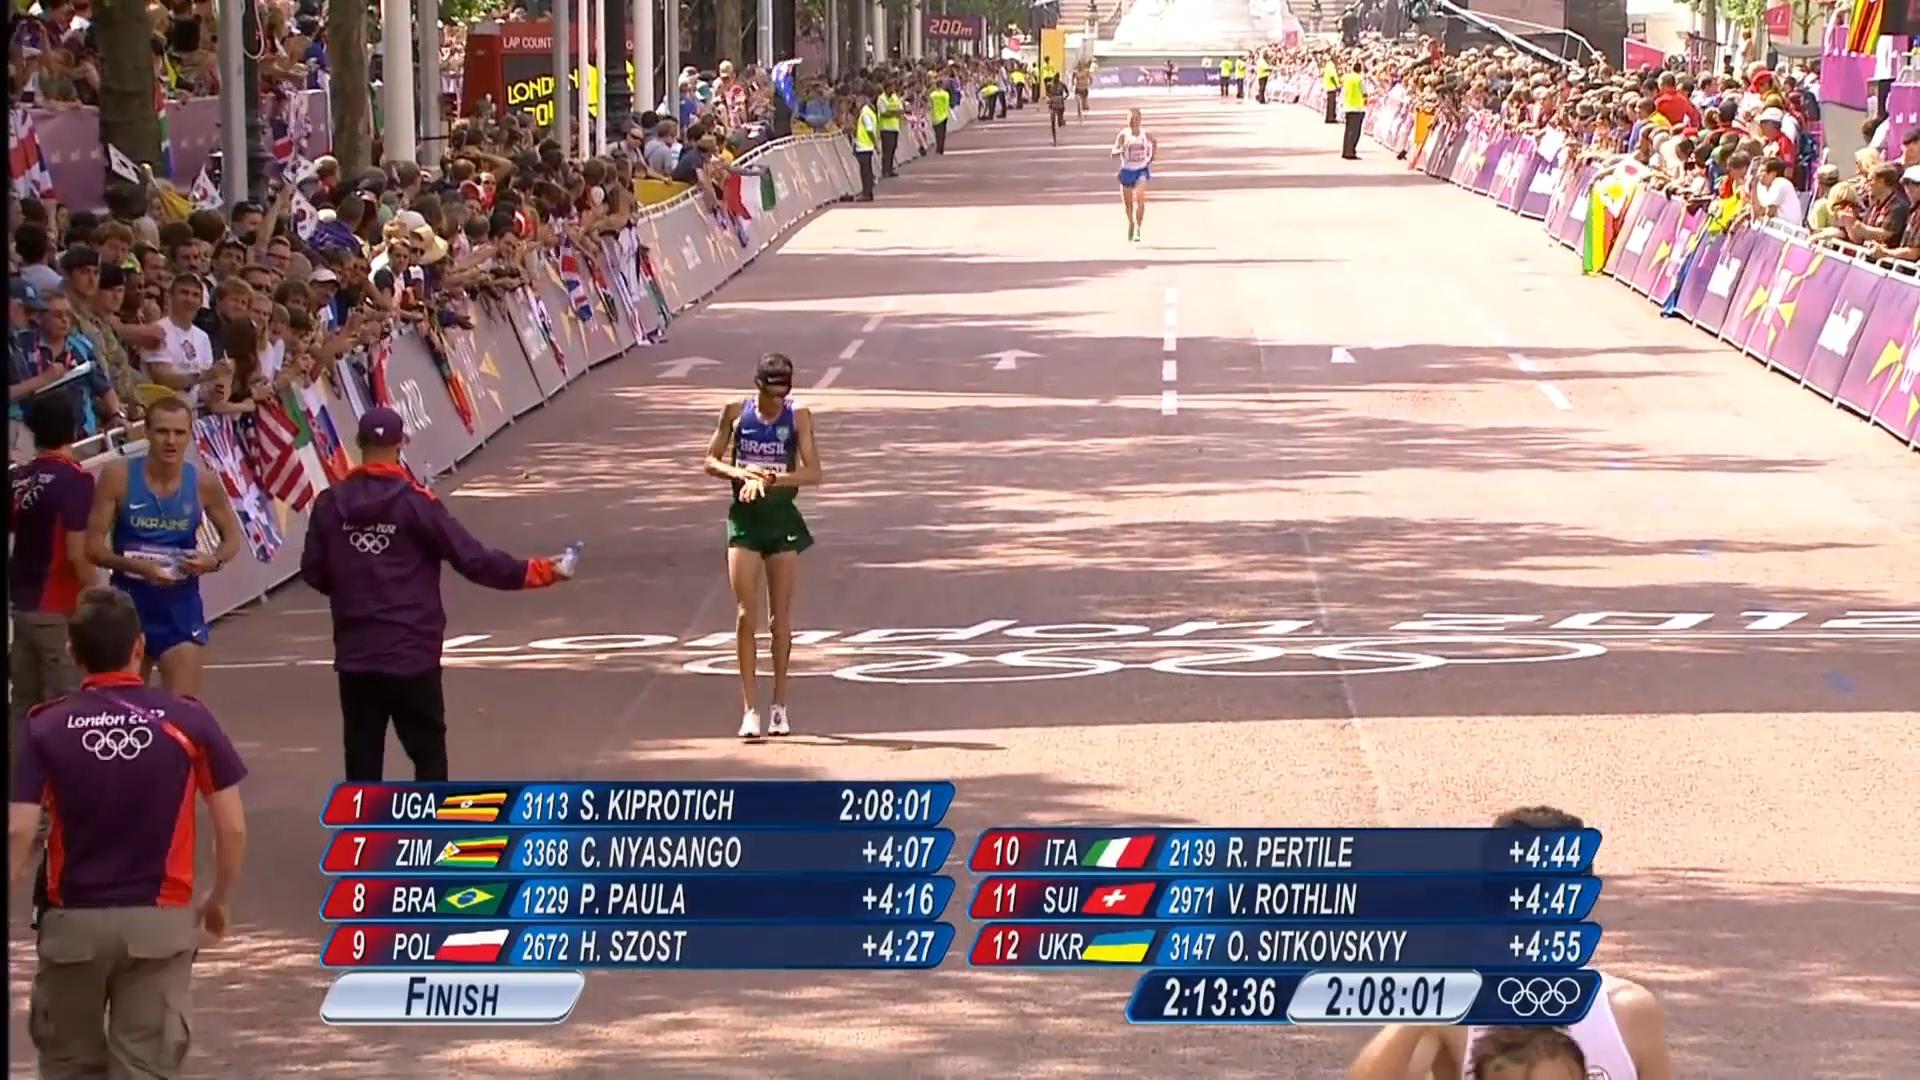 200m
LAP COUNT
LONDON
UKRAINE
BRASIL
London 2012
London 2012
1 UGA 3113 S. KIPROTICH 2:08:01
7 ZIM 3368 C. NYASANGO +4:07
8 BRA 1229 P. PAULA +4:16
9 POL 2672 H. SZOST +4:27
10 ITA 2139 R. PERTILE +4:44
11 SUI 2971 V. ROTHLIN +4:47
12 UKR 3147 O. SITKOVSKYY +4:55
FINISH
2:13:36 2:08:01